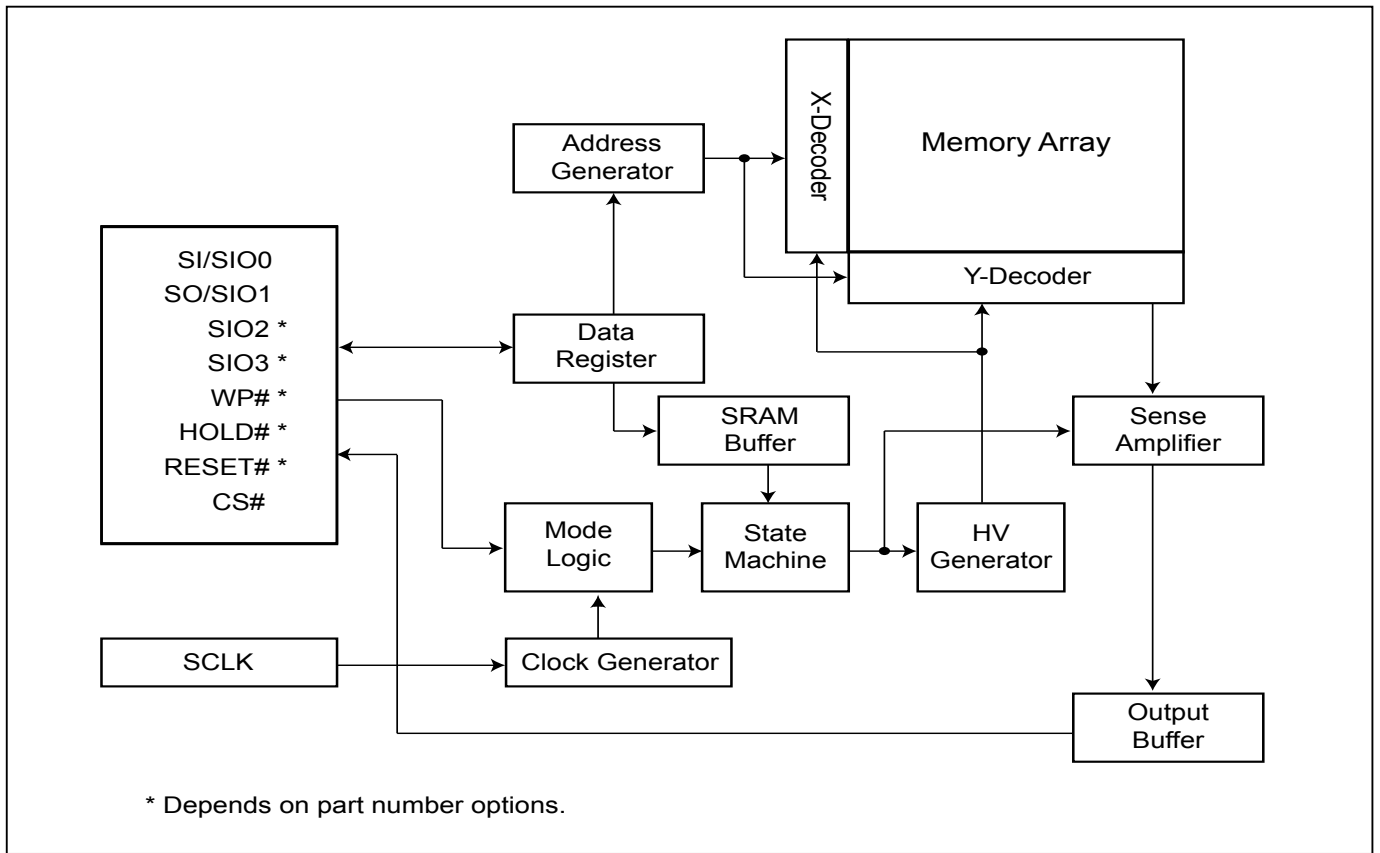 X-Decoder
Memory Array
Address
Generator
Y-Decoder
SI/SIO0
SO/SIO1
SIO2 *
SIO3 *
WP# *
HOLD# *
RESET# *
CS#
Data
Register
SRAM
Buffer
Sense
Amplifier
Mode
Logic
State
Machine
HV
Generator
SCLK
Clock Generator
Output
Buffer
* Depends on part number options.